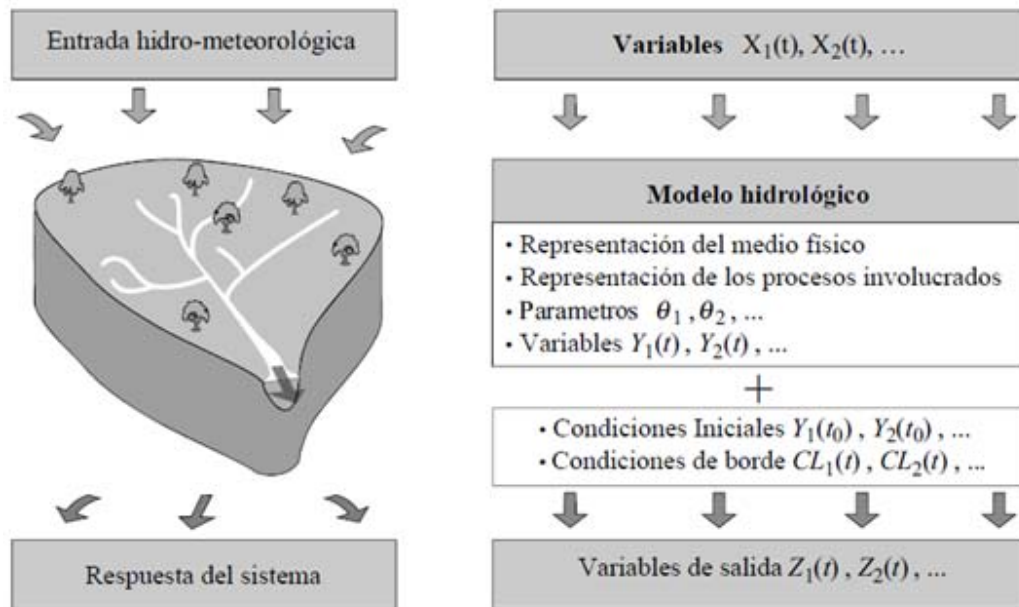 Entrada hidro-meteorológica
Respuesta del sistema
Variables X₁(t), X₂(t), ...
Modelo hidrológico
• Representación del medio físico
• Representación de los procesos involucrados
• Parametros θ₁ , θ₂ , ...
• Variables Y₁(t) , Y₂(t) , ...
+
• Condiciones Iniciales Y₁(t₀) , Y₂(t₀) , ...
• Condiciones de borde CL₁(t) , CL₂(t) , ...
Variables de salida Z₁(t) , Z₂(t) , ...